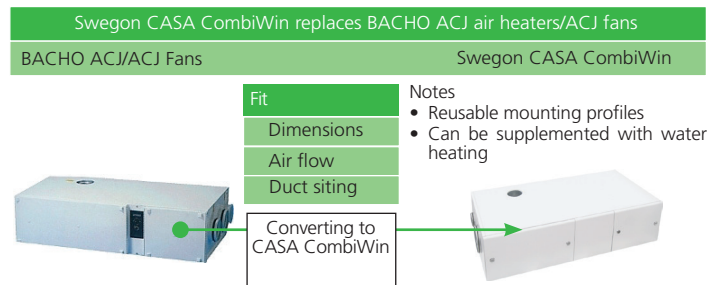 Swegon CASA CombiWin replaces BACHO ACJ air heaters/ACJ fans
BACHO ACJ/ACJ Fans
Swegon CASA CombiWin
Fit
Dimensions
Air flow
Duct siting
Notes
• Reusable mounting profiles
• Can be supplemented with water
heating
Converting to
CASA CombiWin